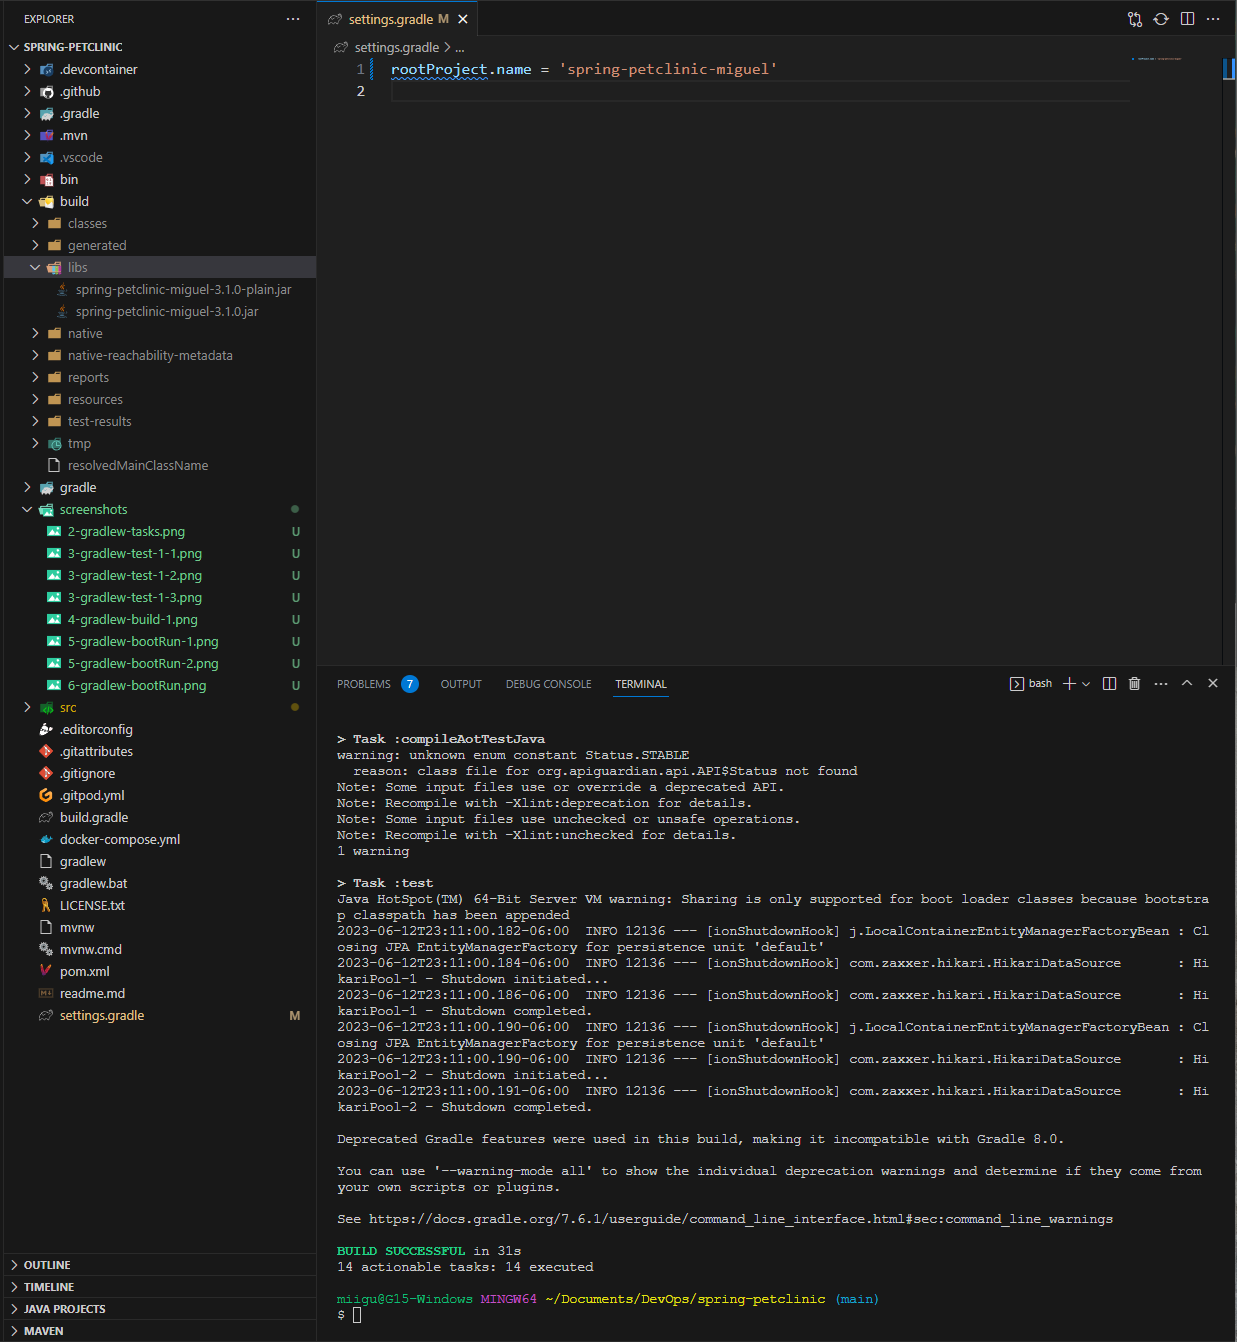 EXPLORER
SPRING-PETCLINIC
.devcontainer
.github
.gradle
.mvn
.vscode
bin
build
classes
generated
libs
spring-petclinic-miguel-3.1.0-plain.jar
spring-petclinic-miguel-3.1.0.jar
native
native-reachability-metadata
reports
resources
test-results
tmp
resolvedMainClassName
gradle
screenshots
2-gradlew-tasks.png U
3-gradlew-test-1-1.png U
3-gradlew-test-1-2.png U
3-gradlew-test-1-3.png U
4-gradlew-build-1.png U
5-gradlew-bootRun-1.png U
5-gradlew-bootRun-2.png U
6-gradlew-bootRun.png U
src
.editorconfig
.gitattributes
.gitignore
.gitpod.yml
build.gradle
docker-compose.yml
gradlew
gradlew.bat
LICENSE.txt
mvnw
mvnw.cmd
pom.xml
readme.md
settings.gradle M
OUTLINE
TIMELINE
JAVA PROJECTS
MAVEN
settings.gradle M
settings.gradle > ...
1 rootProject.name = 'spring-petclinic-miguel'
2
PROBLEMS 7 OUTPUT DEBUG CONSOLE TERMINAL bash
> Task :compileAotTestJava
warning: unknown enum constant Status.STABLE
reason: class file for org.apiguardian.api.API$Status not found
Note: Some input files use or override a deprecated API.
Note: Recompile with -Xlint:deprecation for details.
Note: Some input files use unchecked or unsafe operations.
Note: Recompile with -Xlint:unchecked for details.
1 warning
> Task :test
Java HotSpot(TM) 64-Bit Server VM warning: Sharing is only supported for boot loader classes because bootstra
p classpath has been appended
2023-06-12T23:11:00.182-06:00  INFO 12136 --- [ionShutdownHook] j.LocalContainerEntityManagerFactoryBean : Cl
osing JPA EntityManagerFactory for persistence unit 'default'
2023-06-12T23:11:00.184-06:00  INFO 12136 --- [ionShutdownHook] com.zaxxer.hikari.HikariDataSource       : Hi
kariPool-1 - Shutdown initiated...
2023-06-12T23:11:00.186-06:00  INFO 12136 --- [ionShutdownHook] com.zaxxer.hikari.HikariDataSource       : Hi
kariPool-1 - Shutdown completed.
2023-06-12T23:11:00.190-06:00  INFO 12136 --- [ionShutdownHook] j.LocalContainerEntityManagerFactoryBean : Cl
osing JPA EntityManagerFactory for persistence unit 'default'
2023-06-12T23:11:00.190-06:00  INFO 12136 --- [ionShutdownHook] com.zaxxer.hikari.HikariDataSource       : Hi
kariPool-2 - Shutdown initiated...
2023-06-12T23:11:00.191-06:00  INFO 12136 --- [ionShutdownHook] com.zaxxer.hikari.HikariDataSource       : Hi
kariPool-2 - Shutdown completed.
Deprecated Gradle features were used in this build, making it incompatible with Gradle 8.0.
You can use '--warning-mode all' to show the individual deprecation warnings and determine if they come from
your own scripts or plugins.
See https://docs.gradle.org/7.6.1/userguide/command_line_interface.html#sec:command_line_warnings
BUILD SUCCESSFUL in 31s
14 actionable tasks: 14 executed
miigu@G15-Windows MINGW64 ~/Documents/DevOps/spring-petclinic (main)
$